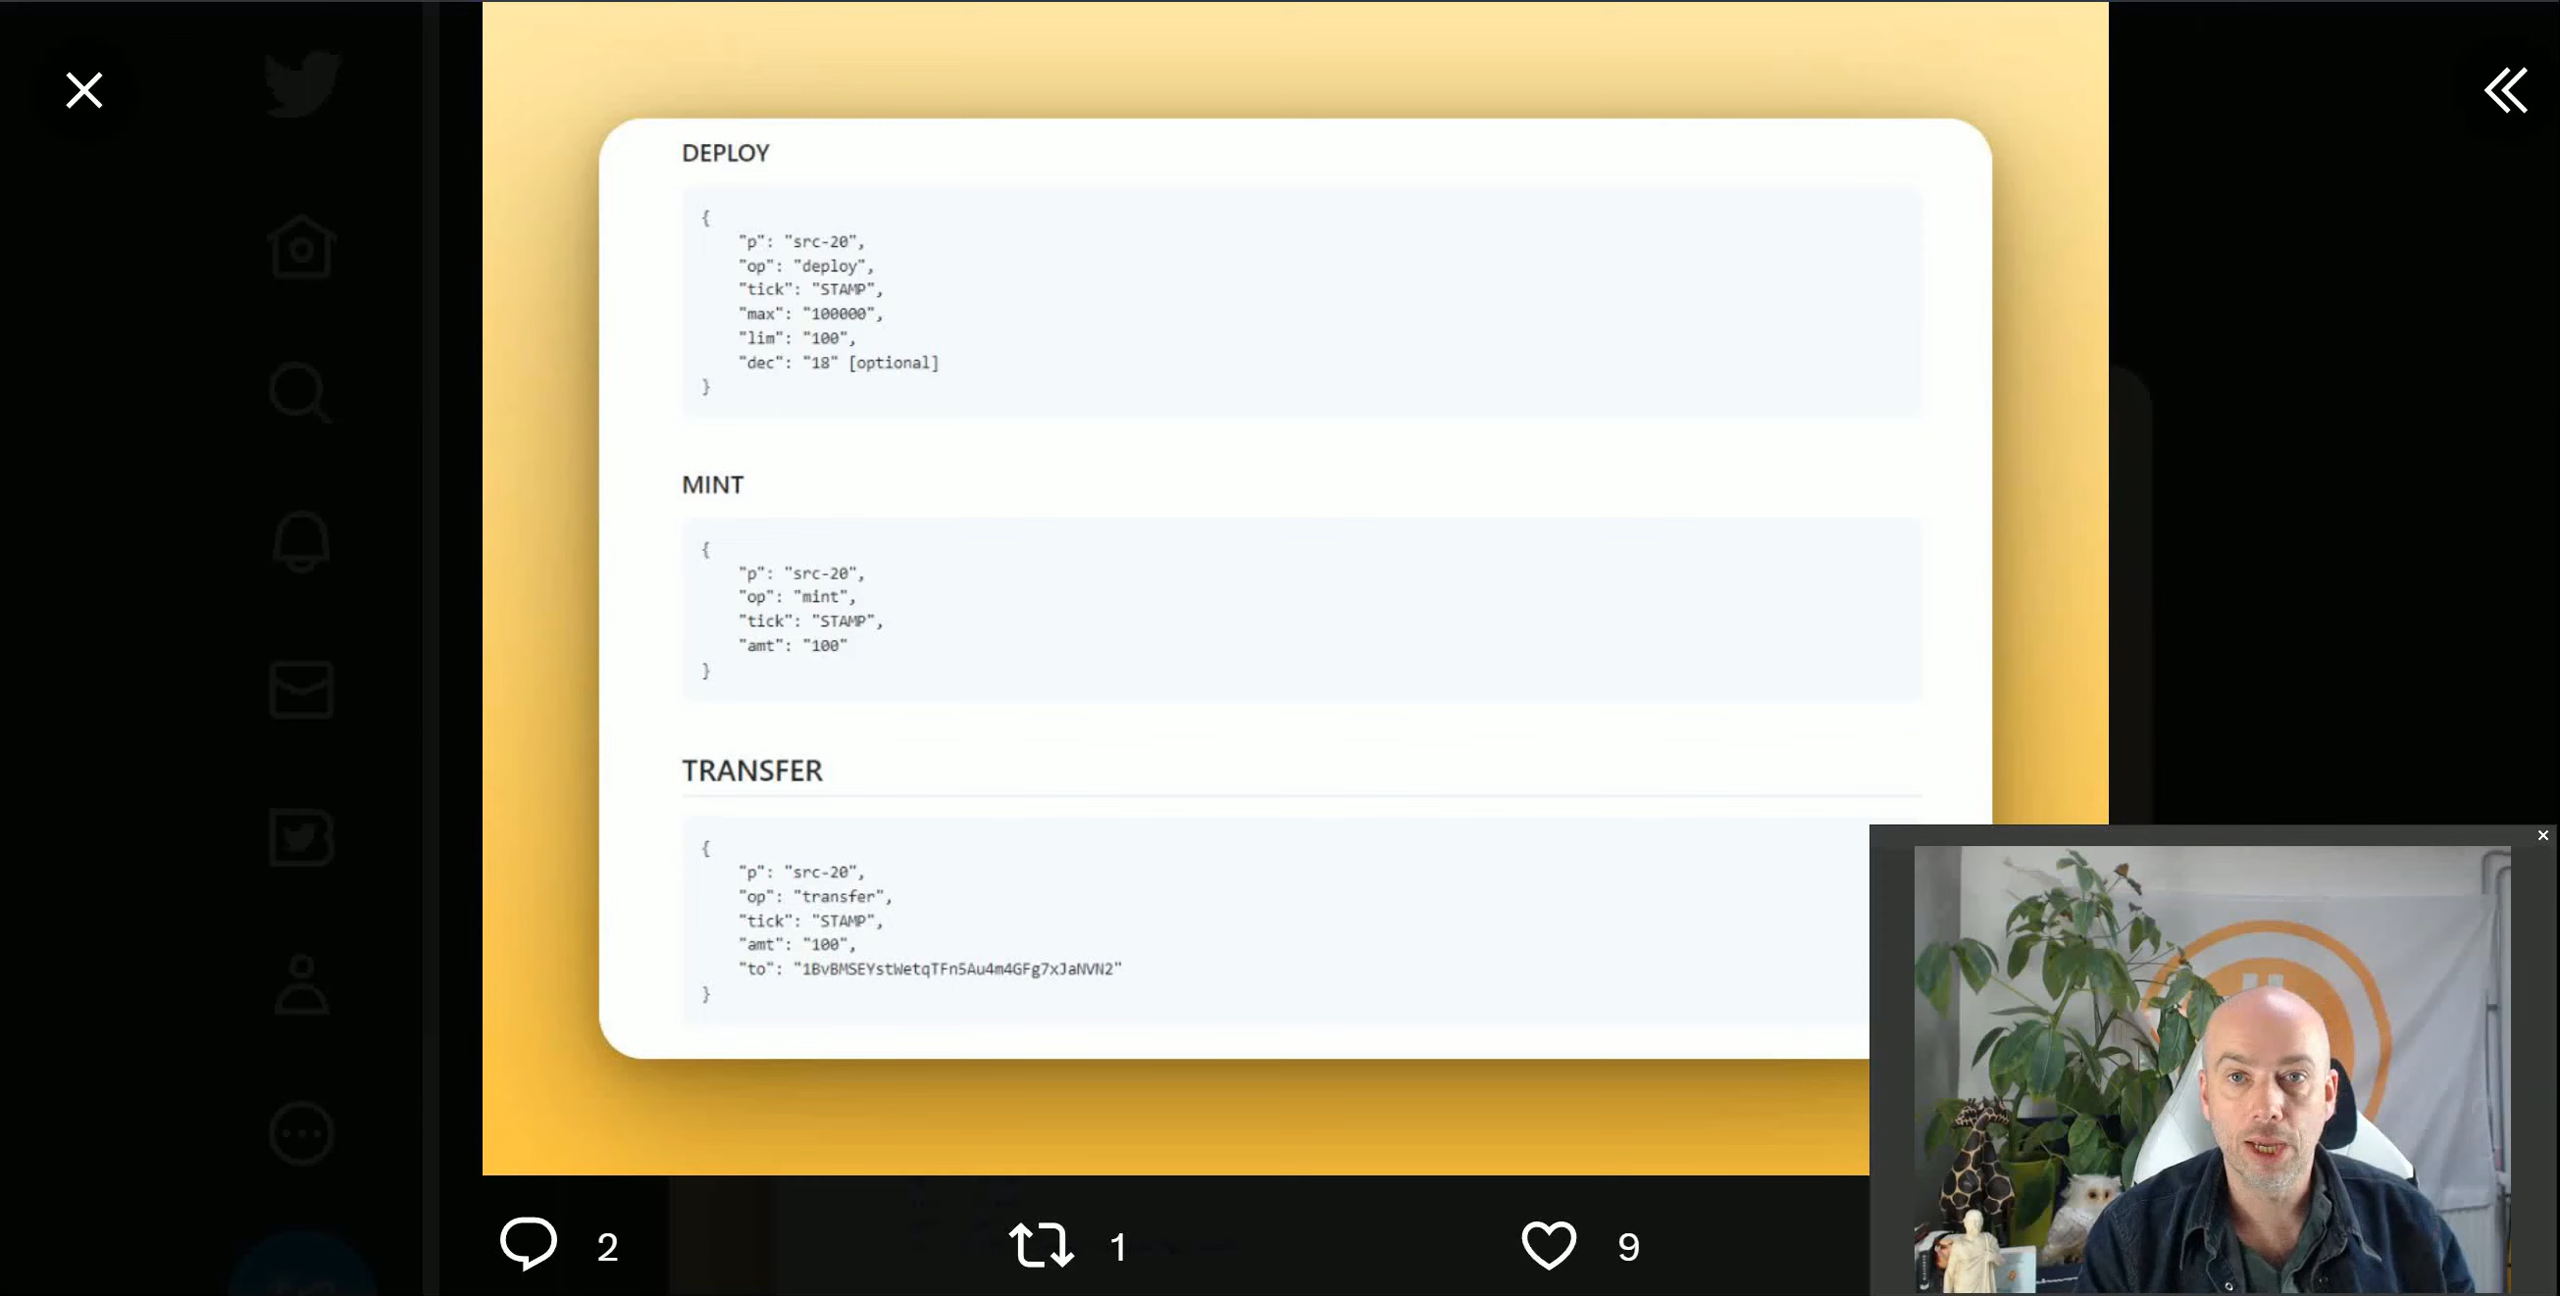 DEPLOY
{
"p": "src-20",
"op": "deploy",
"tick": "STAMP",
"max": "100000",
"lim": "100",
"dec": "18" [optional]
}
MINT
{
"p": "src-20",
"op": "mint",
"tick": "STAMP",
"amt": "100"
}
TRANSFER
{
"p": "src-20",
"op": "transfer",
"tick": "STAMP",
"amt": "100",
"to": "1BvBMSEYstWetqTFn5Au4m4GFg7xJaNVN2"
}
2
1
9